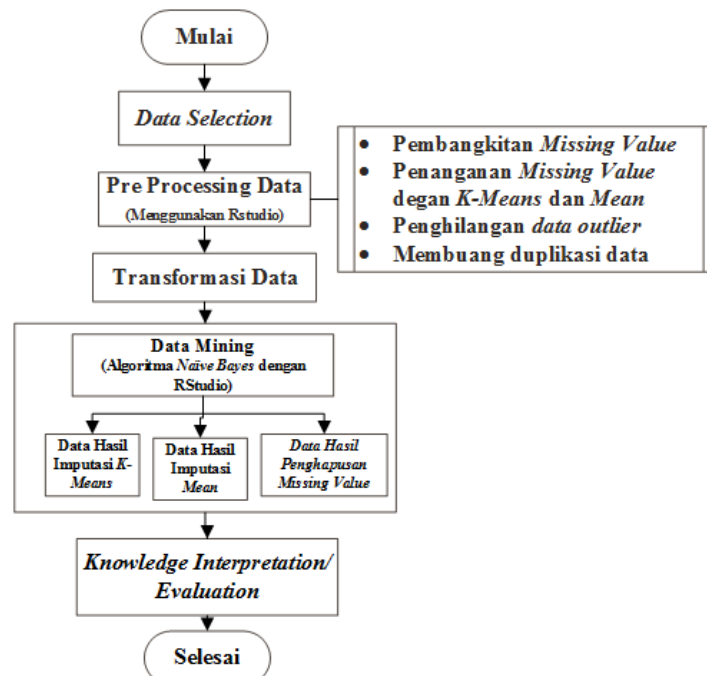 Mulai
Data Selection
Pre Processing Data
(Menggunakan Rstudio)
• Pembangkitan Missing Value
• Penanganan Missing Value
degan K-Means dan Mean
• Penghilangan data outlier
• Membuang duplikasi data
Transformasi Data
Data Mining
(Algoritma Naïve Bayes dengan
RStudio)
Data Hasil
Imputasi K-
Means
Data Hasil
Imputasi
Mean
Data Hasil
Penghapusan
Missing Value
Knowledge Interpretation/
Evaluation
Selesai